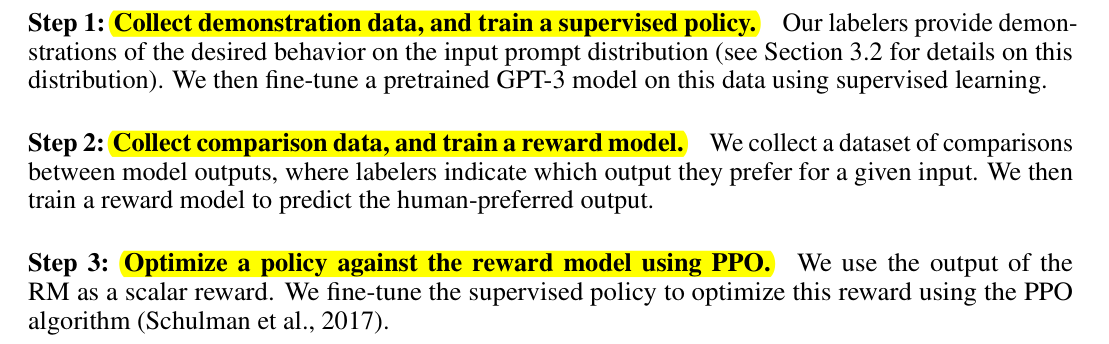 Step 1: Collect demonstration data, and train a supervised policy. Our labelers provide demon-
strations of the desired behavior on the input prompt distribution (see Section 3.2 for details on this
distribution). We then fine-tune a pretrained GPT-3 model on this data using supervised learning.
Step 2: Collect comparison data, and train a reward model. We collect a dataset of comparisons
between model outputs, where labelers indicate which output they prefer for a given input. We then
train a reward model to predict the human-preferred output.
Step 3: Optimize a policy against the reward model using PPO. We use the output of the
RM as a scalar reward. We fine-tune the supervised policy to optimize this reward using the PPO
algorithm (Schulman et al., 2017).